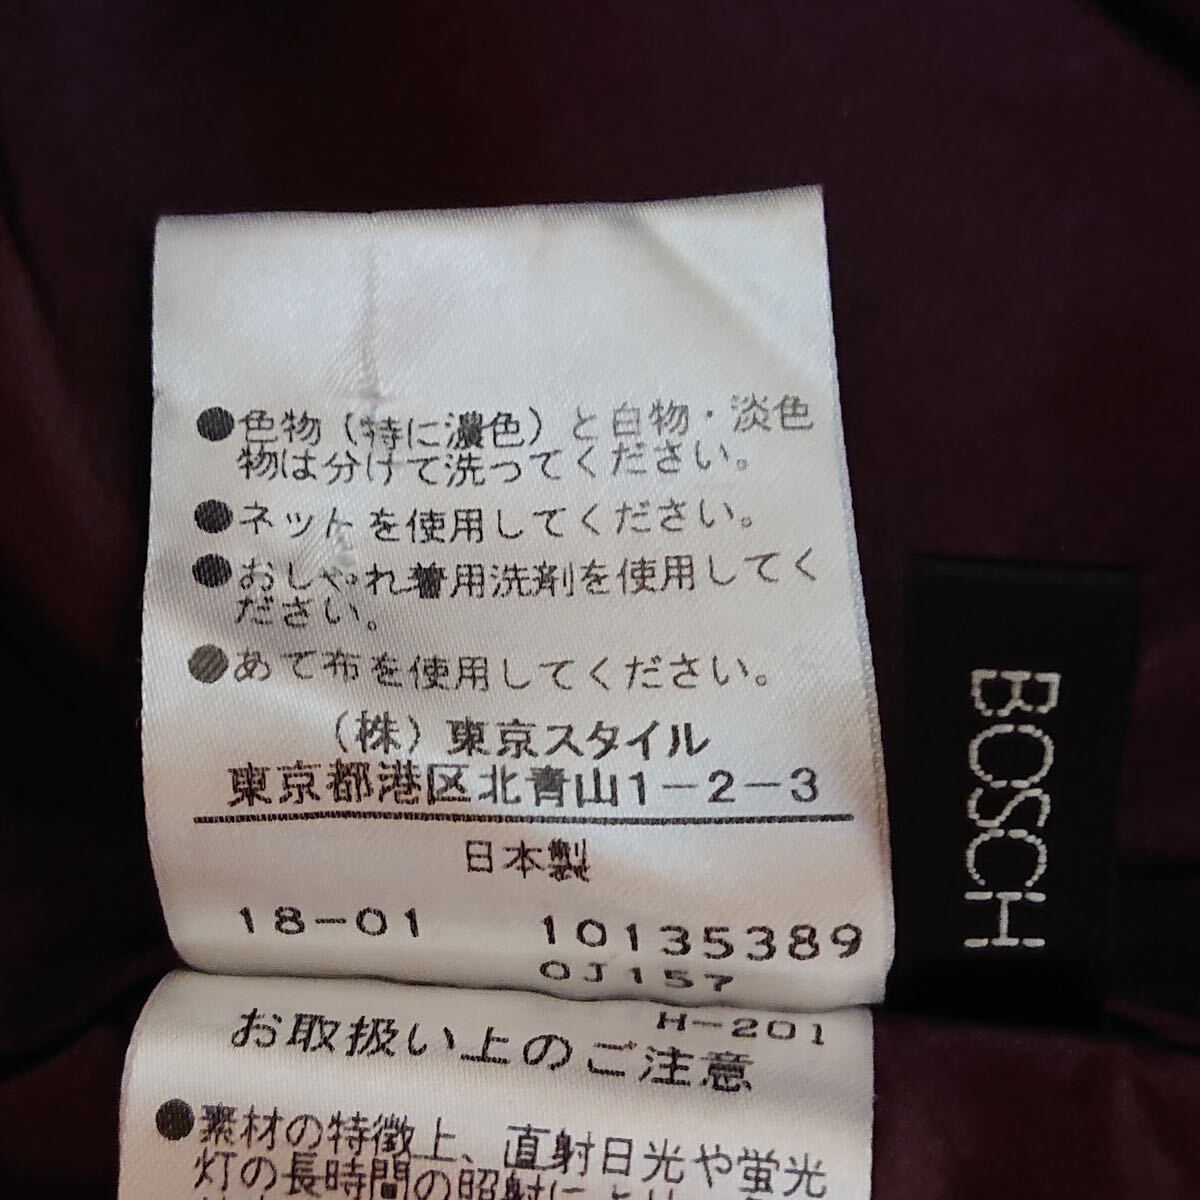 ●色物(特に濃色)と白物・淡色
物は分けて洗ってください。
●ネットを使用してください。
●おしゃれ着用洗剤を使用してく
ださい。
●あて布を使用してください。
(株)東京スタイル
東京都港区北青山1-2-3
日本製
18-01 10135389
OJ157
H-201
お取扱い上のご注意
●素材の特徴上、直射日光や蛍光
灯の長時間の照射により
BOSCH